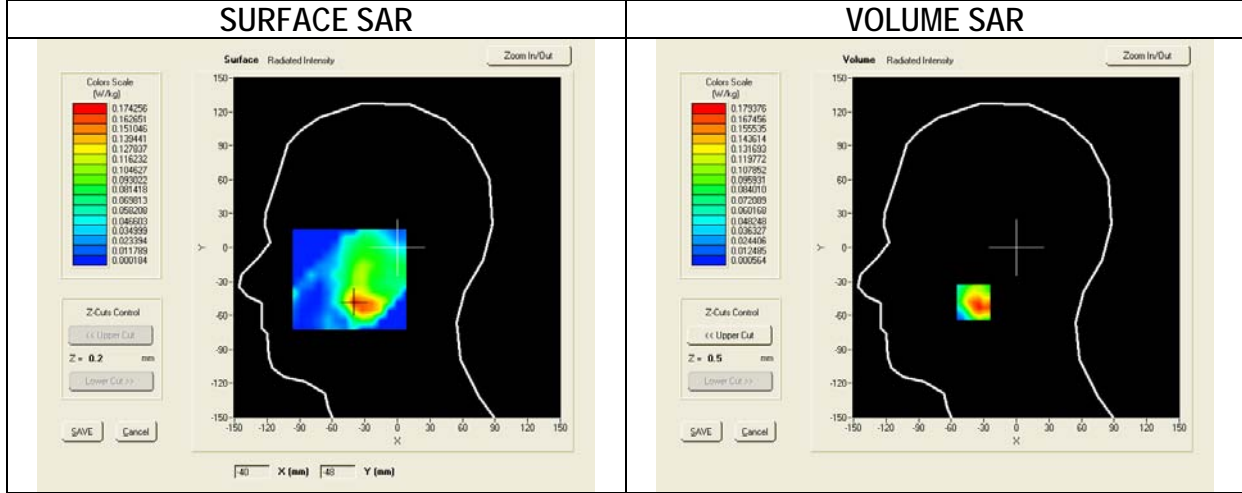 SURFACE SAR
Surface Radiated Intensity
Zoom In/Out
Colors Scale
(W/kg)
0.174256
0.162651
0.151046
0.139441
0.127837
0.116232
0.104627
0.093022
0.081418
0.069813
0.058208
0.046603
0.034999
0.023394
0.011789
0.000184
Z-Cuts Control
<< Upper Cut
Z = 0.2 mm
Lower Cut >>
SAVE Cancel
150
120
90
60
30
0
-30
-60
-90
-120
-150
Y
-150 -120 -90 -60 -30 0 30 60 90 120 150
X
-40 X (mm) -48 Y (mm)
VOLUME SAR
Volume Radiated Intensity
Zoom In/Out
Colors Scale
(W/kg)
0.179376
0.167456
0.155535
0.143614
0.131693
0.119772
0.107852
0.095931
0.084010
0.072089
0.060168
0.048248
0.036327
0.024406
0.012485
0.000564
Z-Cuts Control
<< Upper Cut
Z = 0.5 mm
Lower Cut >>
SAVE Cancel
150
120
90
60
30
0
-30
-60
-90
-120
-150
Y
-150 -120 -90 -60 -30 0 30 60 90 120 150
X